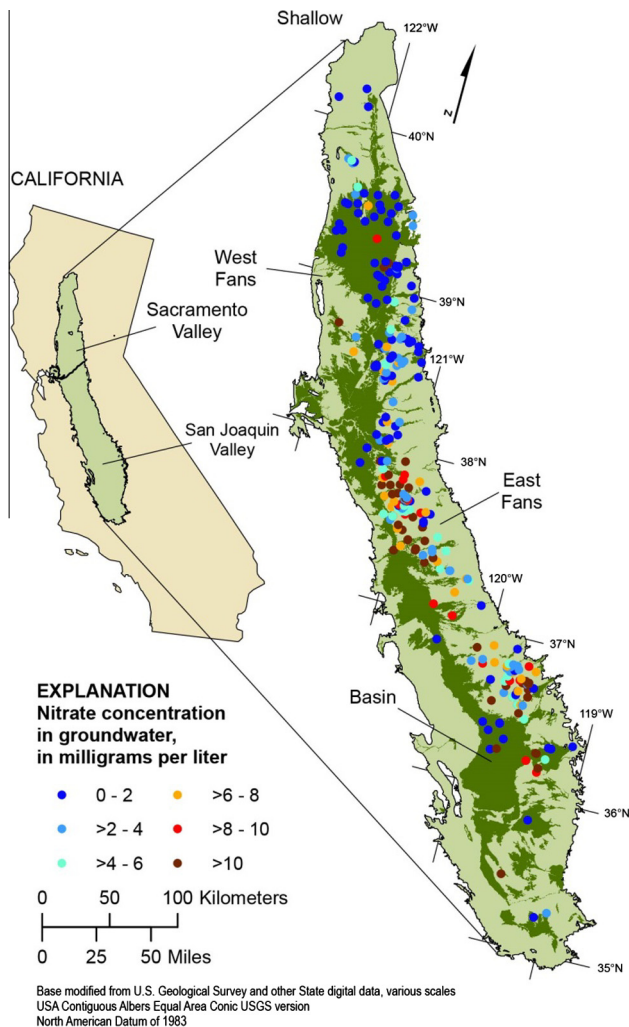 Shallow
122°W
N
40°N
CALIFORNIA
West
Fans
39°N
Sacramento
Valley
121°W
San Joaquin
Valley
38°N
East
Fans
120°W
37°N
EXPLANATION
Nitrate concentration
in groundwater,
in milligrams per liter
Basin
119°W
0 - 2
>6 - 8
>2 - 4
>8 - 10
>4 - 6
>10
36°N
0 50 100 Kilometers
0 25 50 Miles
35°N
Base modified from U.S. Geological Survey and other State digital data, various scales
USA Contiguous Albers Equal Area Conic USGS version
North American Datum of 1983